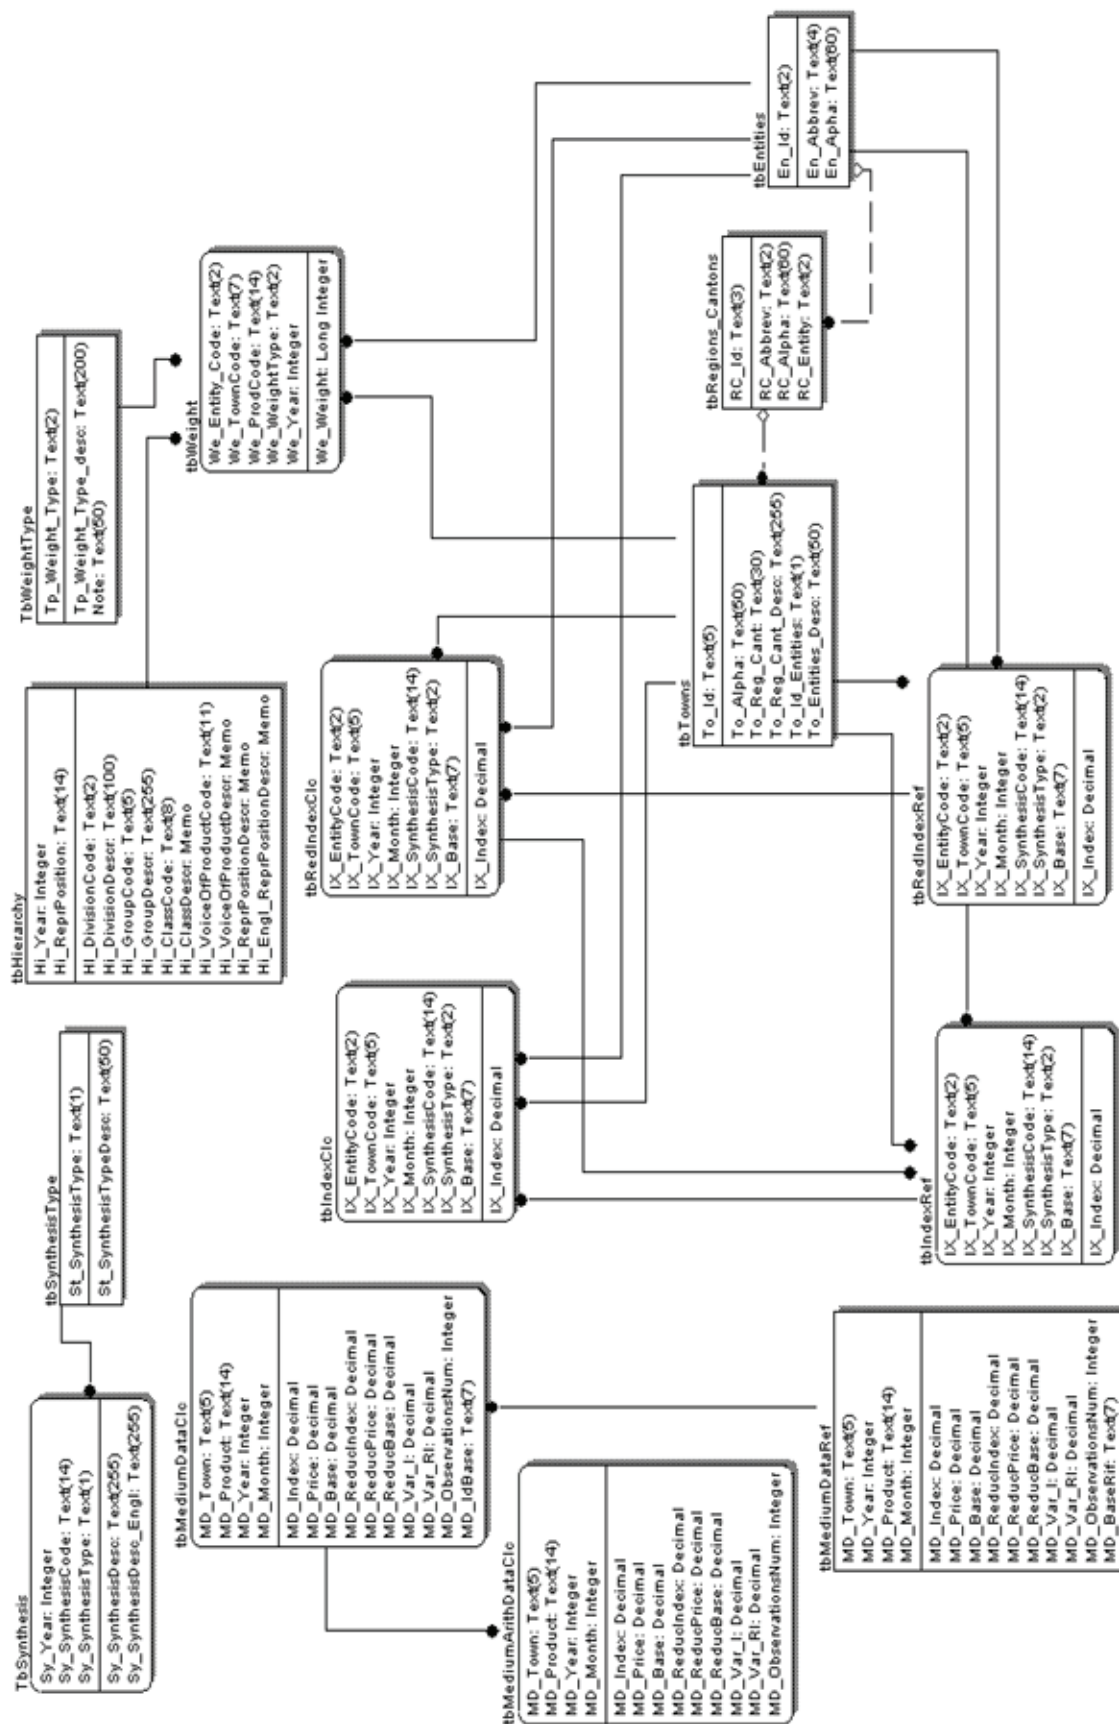 TbSynthesis
Sy_Year: Integer
Sy_SynthesisCode: Text(14)
Sy_SynthesisType: Text(1)
Sy_SynthesisDesc: Text(255)
Sy_SynthesisDesc_Engl: Text(255)
tbSynthesisType
St_SynthesisType: Text(1)
St_SynthesisTypeDesc: Text(50)
tbHierarchy
Hi_Year: Integer
Hi_ReprPosition: Text(14)
HI_DivisionCode: Text(2)
Hi_DivisionDescr: Text(100)
Hi_GroupCode: Text(5)
Hi_GroupDescr: Text(255)
Hi_ClassCode: Text(8)
Hi_ClassDescr: Memo
Hi_VoiceOfProductCode: Text(11)
Hi_VoiceOfProductDescr: Memo
Hi_ReprPositionDescr: Memo
Hi_Engl_ReprPositionDescr: Memo
TbWeightType
Tp_Weight_Type: Text(2)
Tp_Weight_Type_desc: Text(200)
Note: Text(50)
tbWeight
We_Entity_Code: Text(2)
We_TownCode: Text(7)
We_ProdCode: Text(14)
We_WeightType: Text(2)
We_Year: Integer
We_Weight: Long Integer
tbMediumDataClc
MD_Town: Text(5)
MD_Product: Text(14)
MD_Year: Integer
MD_Month: Integer
MD_Index: Decimal
MD_Price: Decimal
MD_Base: Decimal
MD_ReducIndex: Decimal
MD_ReducPrice: Decimal
MD_ReducBase: Decimal
MD_Var_I: Decimal
MD_Var_RI: Decimal
MD_ObservationsNum: Integer
MD_IdBase: Text(7)
tbIndexClc
IX_EntityCode: Text(2)
IX_TownCode: Text(5)
IX_Year: Integer
IX_Month: Integer
IX_SynthesisCode: Text(14)
IX_SynthesisType: Text(2)
IX_Base: Text(7)
IX_Index: Decimal
tbRedIndexClc
IX_EntityCode: Text(2)
IX_TownCode: Text(5)
IX_Year: Integer
IX_Month: Integer
IX_SynthesisCode: Text(14)
IX_SynthesisType: Text(2)
IX_Base: Text(7)
IX_Index: Decimal
tbMediumArithDataClc
MD_Town: Text(5)
MD_Product: Text(14)
MD_Year: Integer
MD_Month: Integer
MD_Index: Decimal
MD_Price: Decimal
MD_Base: Decimal
MD_ReducIndex: Decimal
MD_ReducPrice: Decimal
MD_ReducBase: Decimal
MD_Var_I: Decimal
MD_Var_RI: Decimal
MD_ObservationsNum: Integer
tbTowns
To_Id: Text(5)
To_Alpha: Text(50)
To_Reg_Cant: Text(30)
To_Reg_Cant_Desc: Text(255)
To_Id_Entities: Text(1)
To_Entities_Desc: Text(50)
tbRegions_Cantons
RC_Id: Text(3)
RC_Abbrev: Text(2)
RC_Alpha: Text(60)
RC_Entity: Text(2)
tbEntities
En_Id: Text(2)
En_Abbrev: Text(4)
En_Apha: Text(60)
tbMediumDataRef
MD_Town: Text(5)
MD_Year: Integer
MD_Product: Text(14)
MD_Month: Integer
MD_Index: Decimal
MD_Price: Decimal
MD_Base: Decimal
MD_ReducIndex: Decimal
MD_ReducPrice: Decimal
MD_ReducBase: Decimal
MD_Var_I: Decimal
MD_Var_RI: Decimal
MD_ObservationsNum: Integer
MD_BaseRif: Text(7)
tbIndexRef
IX_EntityCode: Text(2)
IX_TownCode: Text(5)
IX_Year: Integer
IX_Month: Integer
IX_SynthesisCode: Text(14)
IX_SynthesisType: Text(2)
IX_Base: Text(7)
IX_Index: Decimal
tbRedIndexRef
IX_EntityCode: Text(2)
IX_TownCode: Text(5)
IX_Year: Integer
IX_Month: Integer
IX_SynthesisCode: Text(14)
IX_SynthesisType: Text(2)
IX_Base: Text(7)
IX_Index: Decimal